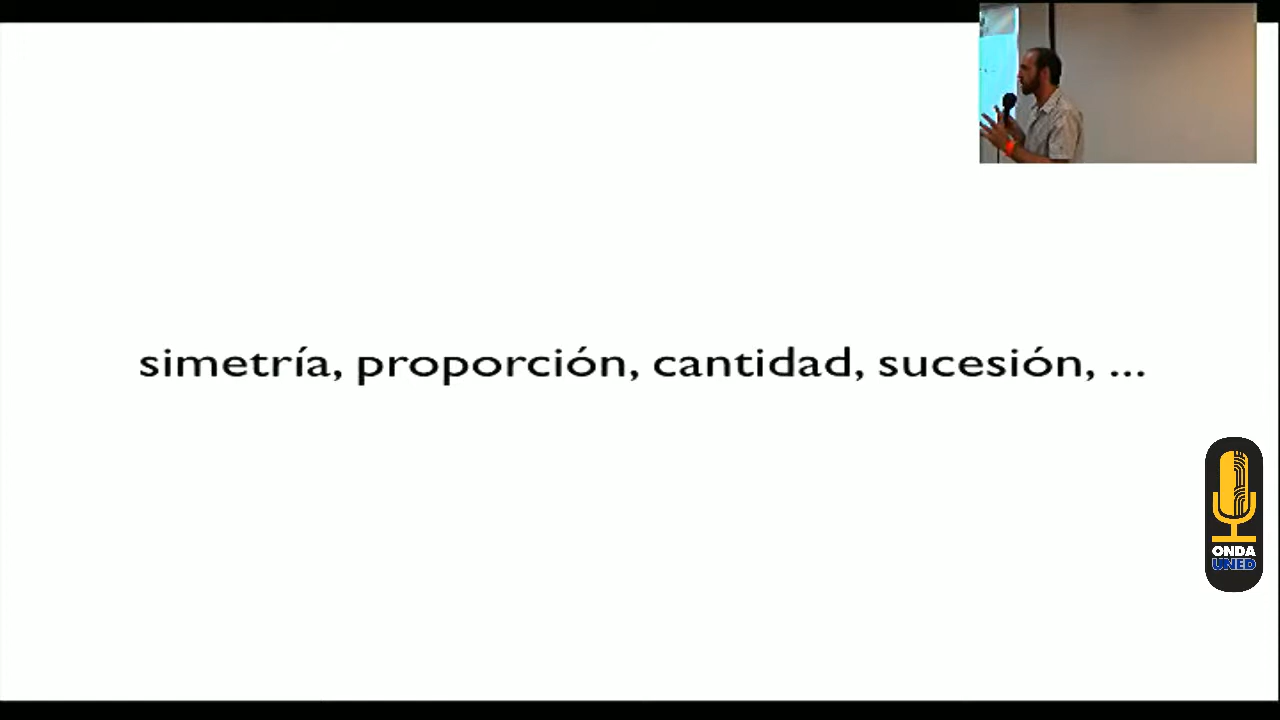 simetría, proporción, cantidad, sucesión, ...
ONDA
UNED